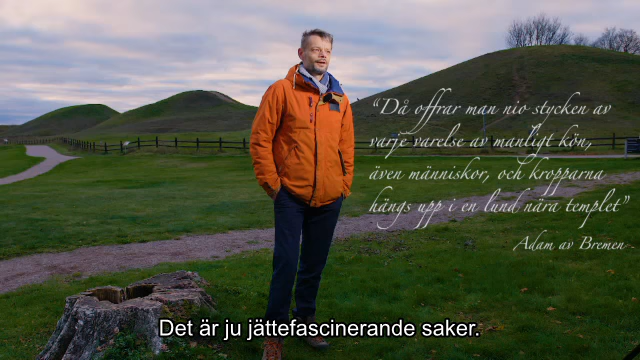 “Då offrar man nio stycken av
varje varelse av manligt kön,
även människor, och kropparna
hängs upp i en lund nära templet”
Adam av Bremen
Det är ju jättefascinerande saker.